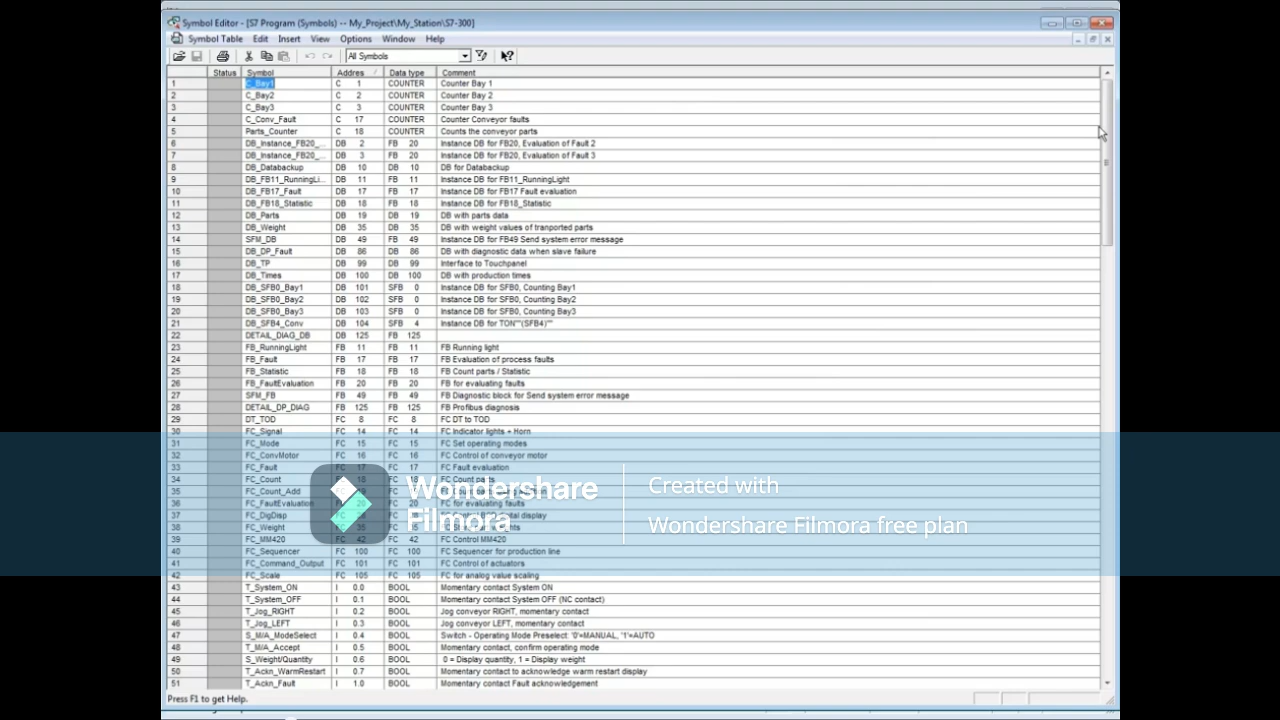 Symbol Editor - [S7 Program (Symbols) -- My_Project\My_Station\S7-300]
Symbol Table Edit Insert View Options Window Help
All Symbols
Status Symbol Addres Data type Comment
1 C_Bay1 C 1 COUNTER Counter Bay 1
2 C_Bay2 C 2 COUNTER Counter Bay 2
3 C_Bay3 C 3 COUNTER Counter Bay 3
4 C_Conv_Fault C 17 COUNTER Counter Conveyor faults
5 Parts_Counter C 18 COUNTER Counts the conveyor parts
6 DB_Instance_FB20_... DB 2 FB 20 Instance DB for FB20, Evaluation of Fault 2
7 DB_Instance_FB20_... DB 3 FB 20 Instance DB for FB20, Evaluation of Fault 3
8 DB_Databackup DB 10 DB 10 DB for Databackup
9 DB_FB11_RunningLi... DB 11 FB 11 Instance DB for FB11_RunningLight
10 DB_FB17_Fault DB 17 FB 17 Instance DB for FB17 Fault evaluation
11 DB_FB18_Statistic DB 18 FB 18 Instance DB for FB18_Statistic
12 DB_Parts DB 19 DB 19 DB with parts data
13 DB_Weight DB 35 DB 35 DB with weight values of tranported parts
14 SFM_DB DB 49 DB 49 Instance DB for FB49 Send system error message
15 DB_DP_Fault DB 86 DB 86 DB with diagnostic data when slave failure
16 DB_TP DB 99 DB 99 Interface to Touchpanel
17 DB_Times DB 100 DB 100 DB with production times
18 DB_SFB0_Bay1 DB 101 SFB 0 Instance DB for SFB0, Counting Bay1
19 DB_SFB0_Bay2 DB 102 SFB 0 Instance DB for SFB0, Counting Bay2
20 DB_SFB0_Bay3 DB 103 SFB 0 Instance DB for SFB0, Counting Bay3
21 DB_SFB4_Conv DB 104 SFB 4 Instance DB for TON""(SFB4)""
22 DETAIL_DIAG_DB DB 125 FB 125
23 FB_RunningLight FB 11 FB 11 FB Running light
24 FB_Fault FB 17 FB 17 FB Evaluation of process faults
25 FB_Statistic FB 18 FB 18 FB Count parts / Statistic
26 FB_FaultEvaluation FB 20 FB 20 FB for evaluating faults
27 SFM_FB FB 49 FB 49 FB Diagnostic block for Send system error message
28 DETAIL_DP_DIAG FB 125 FB 125 FB Profibus diagnosis
29 DT_TOD FC 8 FC 8 FC DT to TOD
30 FC_Signal FC 14 FC 14 FC Indicator lights + Horn
31 FC_Mode FC 15 FC 15 FC Set operating modes
32 FC_ConvMotor FC 16 FC 16 FC Control of conveyor motor
33 FC_Fault FC 17 FC 17 FC Fault evaluation
34 FC_Count FC 18 FC 18 FC Count parts
35 FC_Count_Add
36 FC_FaultEvaluation FC for evaluating faults
37 FC_DigDisp digital display
38 FC_Weight FC 35 FC
39 FC_MM420 FC 42 FC 42 FC Control MM420
40 FC_Sequencer FC 100 FC 100 FC Sequencer for production line
41 FC_Command_Output FC 101 FC 101 FC Control of actuators
42 FC_Scale FC 105 FC 105 FC for analog value scaling
43 T_System_ON I 0.0 BOOL Momentary contact System ON
44 T_System_OFF I 0.1 BOOL Momentary contact System OFF (NC contact)
45 T_Jog_RIGHT I 0.2 BOOL Jog conveyor RIGHT, momentary contact
46 T_Jog_LEFT I 0.3 BOOL Jog conveyor LEFT, momentary contact
47 S_M/A_ModeSelect I 0.4 BOOL Switch - Operating Mode Preselect: '0'=MANUAL, '1'=AUTO
48 T_M/A_Accept I 0.5 BOOL Momentary contact, confirm operating mode
49 S_Weight/Quantity I 0.6 BOOL 0 = Display quantity, 1 = Display weight
50 T_Ackn_WarmRestart I 0.7 BOOL Momentary contact to acknowledge warm restart display
51 T_Ackn_Fault I 1.0 BOOL Momentary contact Fault acknowledgement
Press F1 to get Help.
Wondershare Filmora
Created with
Wondershare Filmora free plan